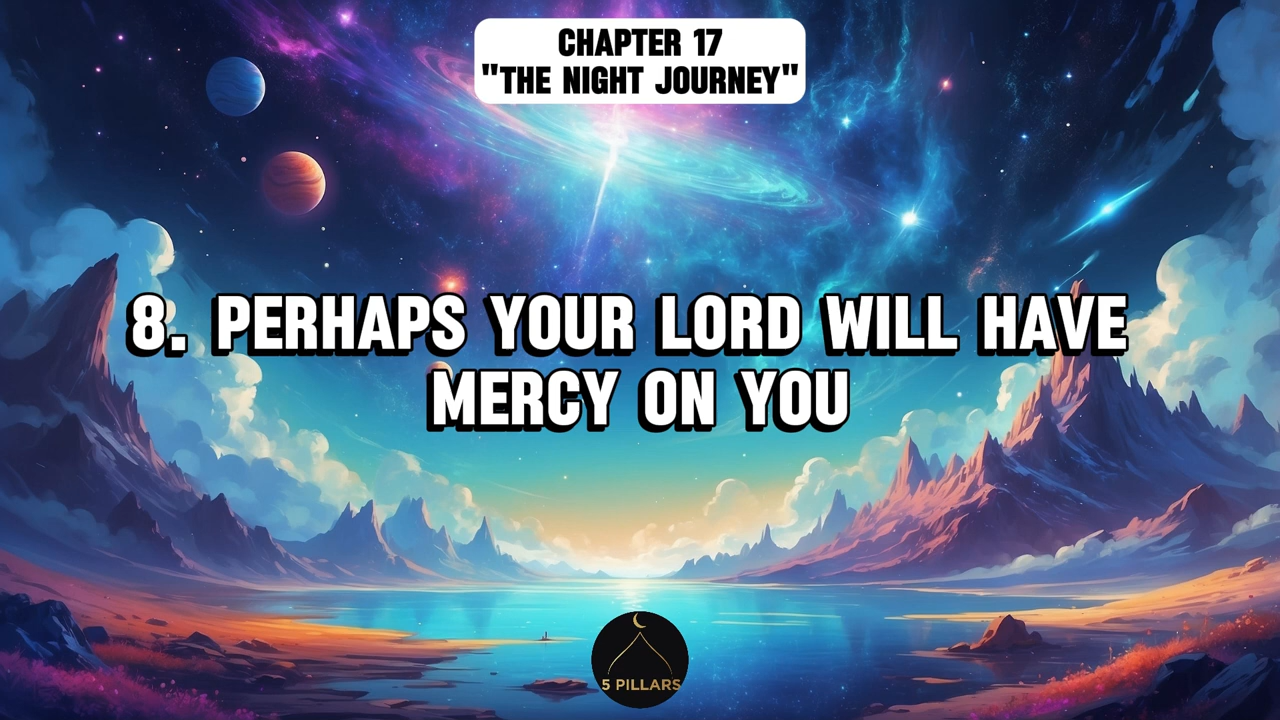 CHAPTER 17
"THE NIGHT JOURNEY"
8. PERHAPS YOUR LORD WILL HAVE
MERCY ON YOU
5 PILLARS